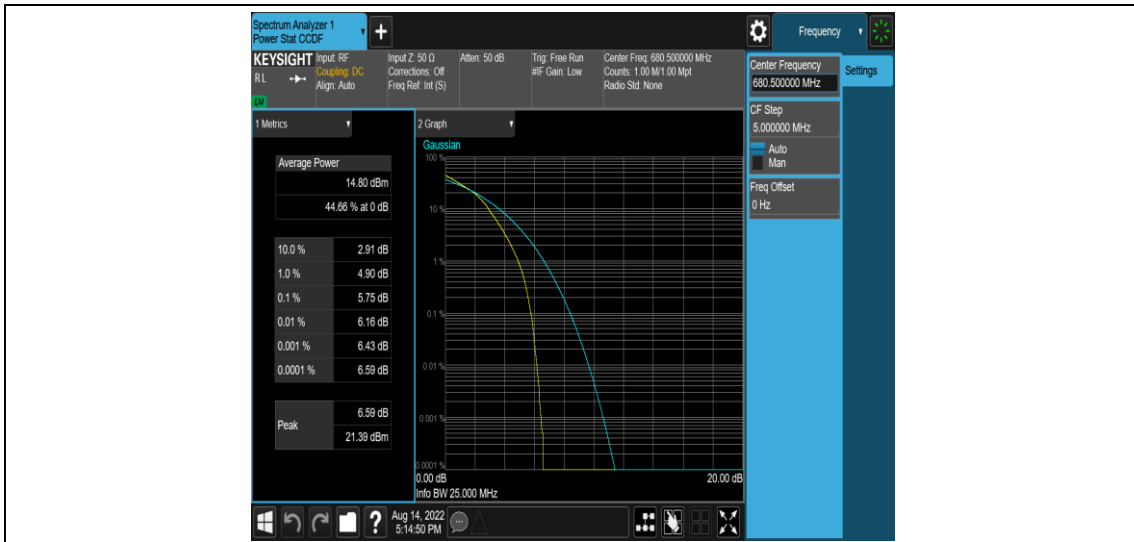 Spectrum Analyzer 1
Power Stat CCDF
+
Frequency
KEYSIGHT
RL
LXI
Input: RF
Coupling: DC
Align: Auto
Input Z: 50 Ω
Corrections: Off
Freq Ref: Int (S)
Atten: 50 dB
Trig: Free Run
#IF Gain: Low
Center Freq: 680.500000 MHz
Counts: 1.00 M/1.00 Mpt
Radio Std: None
Center Frequency
680.500000 MHz
Settings
CF Step
5.000000 MHz
Auto
Man
Freq Offset
0 Hz
1 Metrics
Average Power
14.80 dBm
44.66 % at 0 dB
10.0 % 2.91 dB
1.0 % 4.90 dB
0.1 % 5.75 dB
0.01 % 6.16 dB
0.001 % 6.43 dB
0.0001 % 6.59 dB
Peak
6.59 dB
21.39 dBm
2 Graph
Gaussian
100 %
10 %
1 %
0.1 %
0.01 %
0.001 %
0.0001 %
0.00 dB 20.00 dB
Info BW 25.000 MHz
?
Aug 14, 2022
5:14:50 PM